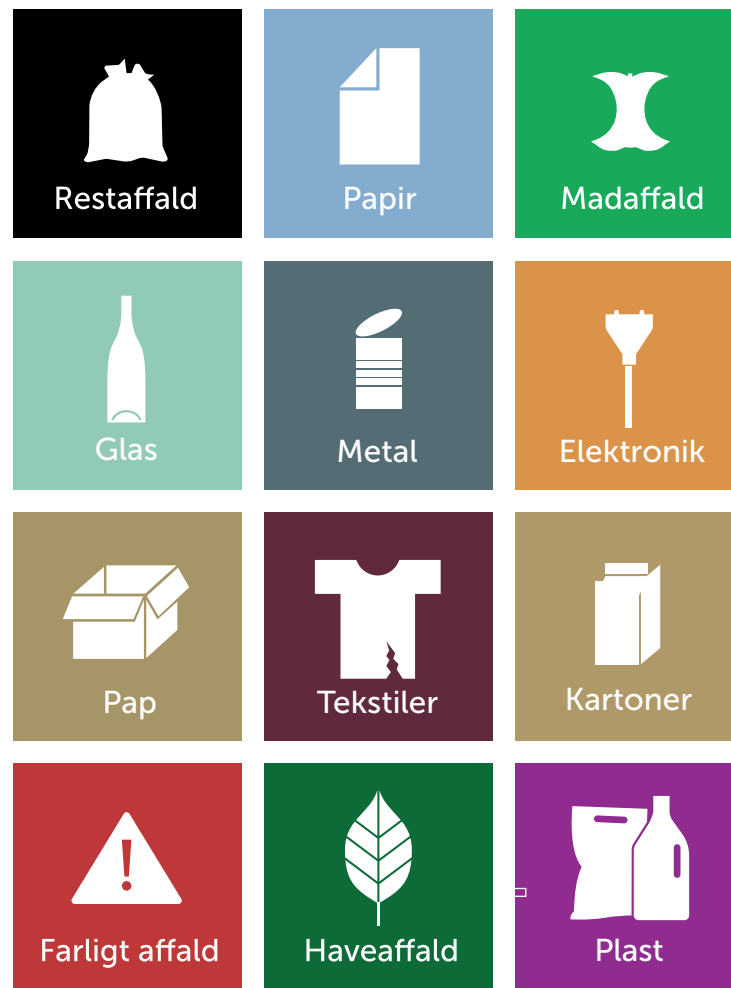 Restaffald
Papir
Madaffald
Glas
Metal
Elektronik
Pap
Tekstiler
Kartoner
Farligt affald
Haveaffald
Plast